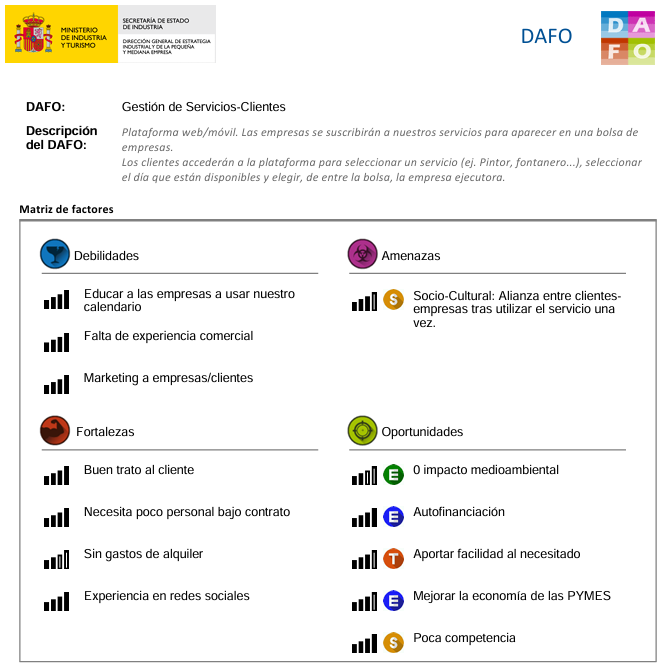 MINISTERIO
DE INDUSTRIA
Y TURISMO
SECRETARÍA DE ESTADO
DE INDUSTRIA
DIRECCIÓN GENERAL DE ESTRATEGIA
INDUSTRIAL Y DE LA PEQUEÑA
Y MEDIANA EMPRESA
DAFO
D A
F O
DAFO: Gestión de Servicios-Clientes
Descripción
del DAFO:
Plataforma web/móvil. Las empresas se suscribirán a nuestros servicios para aparecer en una bolsa de
empresas.
Los clientes accederán a la plataforma para seleccionar un servicio (ej. Pintor, fontanero...), seleccionar
el día que están disponibles y elegir, de entre la bolsa, la empresa ejecutora.
Matriz de factores
Debilidades
Educar a las empresas a usar nuestro
calendario
Falta de experiencia comercial
Marketing a empresas/clientes
Amenazas
S
Socio-Cultural: Alianza entre clientes-
empresas tras utilizar el servicio una
vez.
Fortalezas
Buen trato al cliente
Necesita poco personal bajo contrato
Sin gastos de alquiler
Experiencia en redes sociales
Oportunidades
E 0 impacto medioambiental
E Autofinanciación
T Aportar facilidad al necesitado
E Mejorar la economía de las PYMES
S Poca competencia